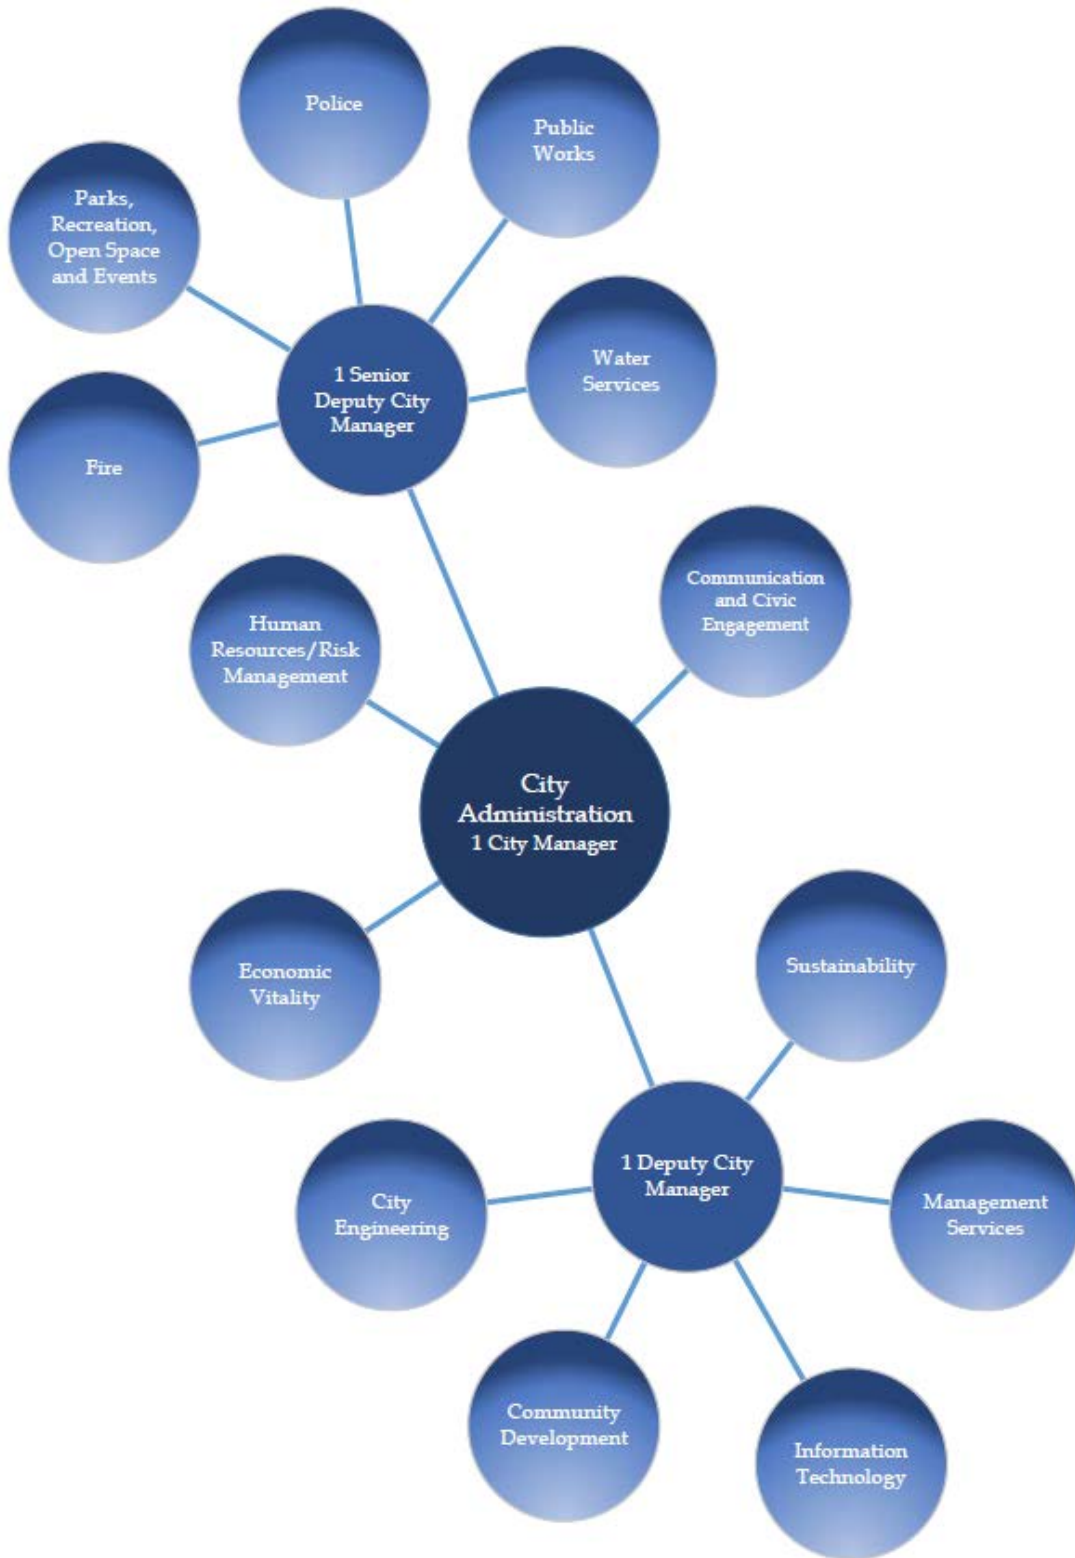 Police
Public
Works
Parks,
Recreation,
Open Space
and Events
Water
Services
1 Senior
Deputy City
Manager
Fire
Communication
and Civic
Engagement
Human
Resources/Risk
Management
City
Administration
1 City Manager
Economic
Vitality
Sustainability
1 Deputy City
Manager
City
Engineering
Management
Services
Community
Development
Information
Technology